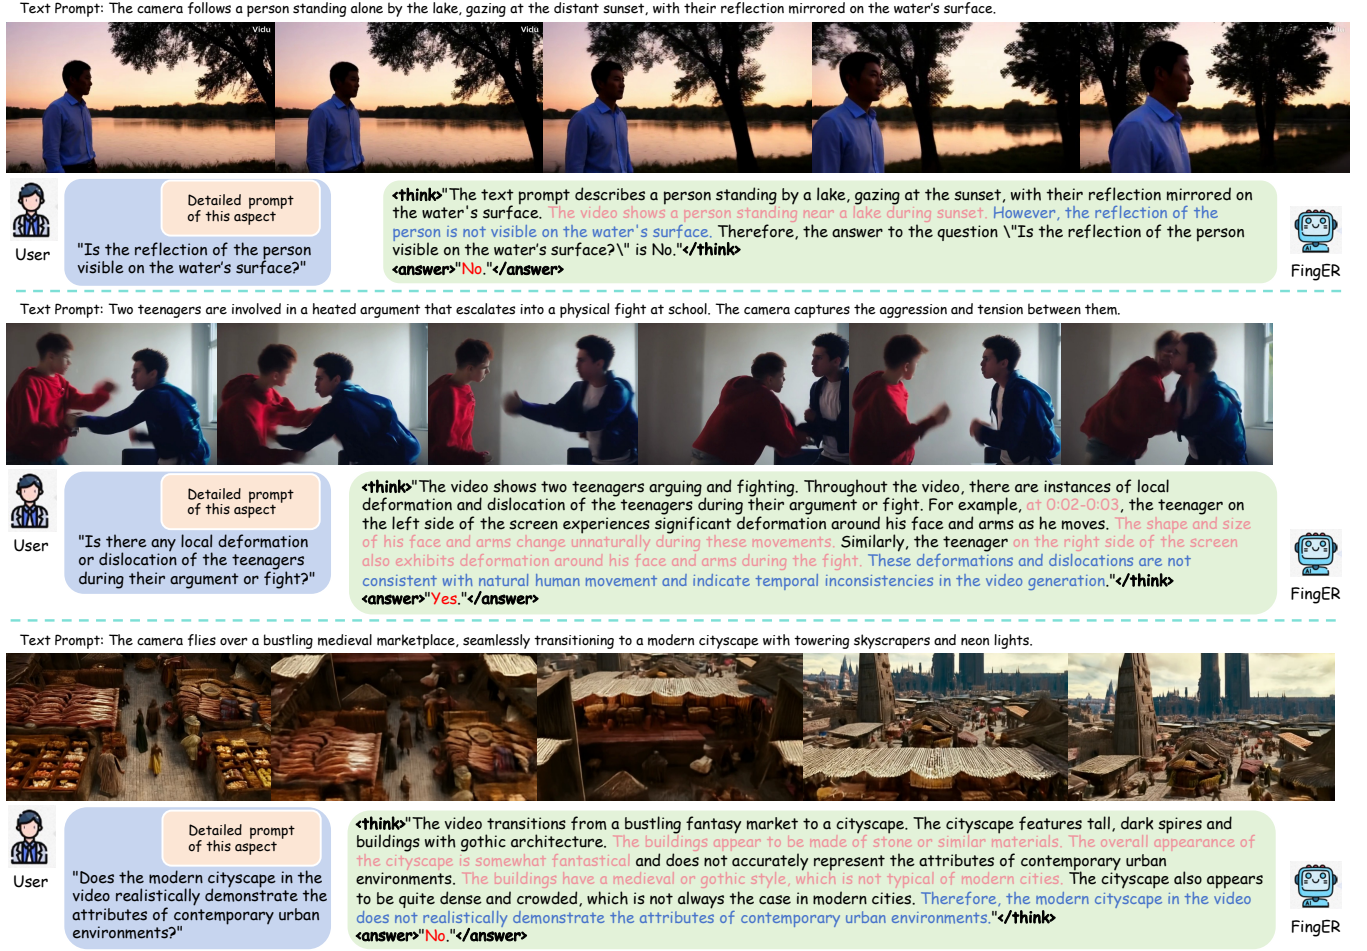 Text Prompt: The camera follows a person standing alone by the lake, gazing at the distant sunset, with their reflection mirrored on the water's surface.
Vidu
Vidu
Vidu
Detailed prompt
of this aspect
"Is the reflection of the person
visible on the water's surface?"
User
<think>"The text prompt describes a person standing by a lake, gazing at the sunset, with their reflection mirrored on
the water's surface. The video shows a person standing near a lake during sunset. However, the reflection of the
person is not visible on the water's surface. Therefore, the answer to the question \"Is the reflection of the person
visible on the water's surface?\" is No."</think>
<answer>"No."</answer>
AI
FingER
Text Prompt: Two teenagers are involved in a heated argument that escalates into a physical fight at school. The camera captures the aggression and tension between them.
Detailed prompt
of this aspect
"Is there any local deformation
or dislocation of the teenagers
during their argument or fight?"
User
<think>"The video shows two teenagers arguing and fighting. Throughout the video, there are instances of local
deformation and dislocation of the teenagers during their argument or fight. For example, at 0:02-0:03, the teenager on
the left side of the screen experiences significant deformation around his face and arms as he moves. The shape and size
of his face and arms change unnaturally during these movements. Similarly, the teenager on the right side of the screen
also exhibits deformation around his face and arms during the fight. These deformations and dislocations are not
consistent with natural human movement and indicate temporal inconsistencies in the video generation."</think>
<answer>"Yes."</answer>
AI
FingER
Text Prompt: The camera flies over a bustling medieval marketplace, seamlessly transitioning to a modern cityscape with towering skyscrapers and neon lights.
Detailed prompt
of this aspect
"Does the modern cityscape in the
video realistically demonstrate the
attributes of contemporary urban
environments?"
User
<think>"The video transitions from a bustling fantasy market to a cityscape. The cityscape features tall, dark spires and
buildings with gothic architecture. The buildings appear to be made of stone or similar materials. The overall appearance of
the cityscape is somewhat fantastical and does not accurately represent the attributes of contemporary urban
environments. The buildings have a medieval or gothic style, which is not typical of modern cities. The cityscape also appears
to be quite dense and crowded, which is not always the case in modern cities. Therefore, the modern cityscape in the video
does not realistically demonstrate the attributes of contemporary urban environments."</think>
<answer>"No."</answer>
AI
FingER